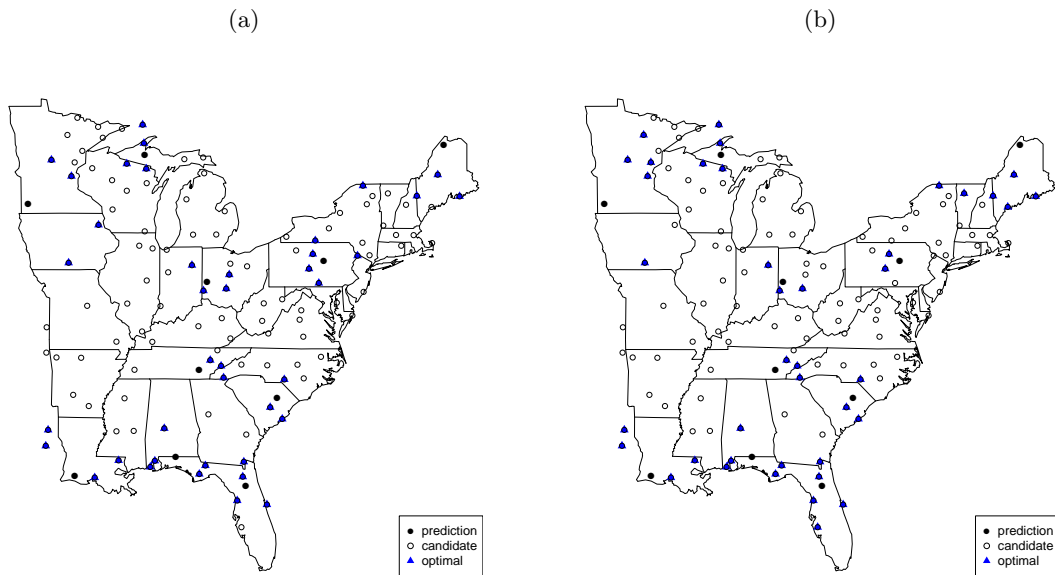 (a)
(b)
prediction
candidate
optimal
prediction
candidate
optimal